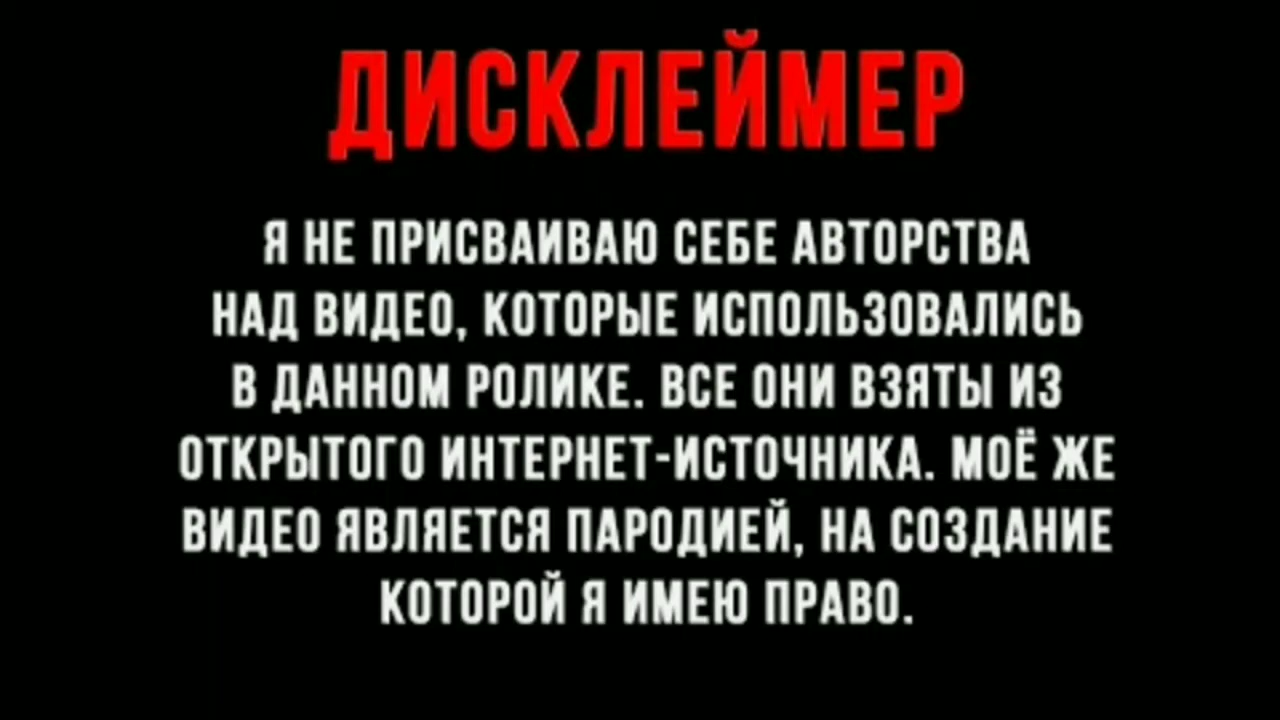 ДИСКЛЕЙМЕР
Я НЕ ПРИСВАИВАЮ СЕБЕ АВТОРСТВА
НАД ВИДЕО, КОТОРЫЕ ИСПОЛЬЗОВАЛИСЬ
В ДАННОМ РОЛИКЕ. ВСЕ ОНИ ВЗЯТЫ ИЗ
ОТКРЫТОГО ИНТЕРНЕТ-ИСТОЧНИКА. МОЁ ЖЕ
ВИДЕО ЯВЛЯЕТСЯ ПАРОДИЕЙ, НА СОЗДАНИЕ
КОТОРОЙ Я ИМЕЮ ПРАВО.